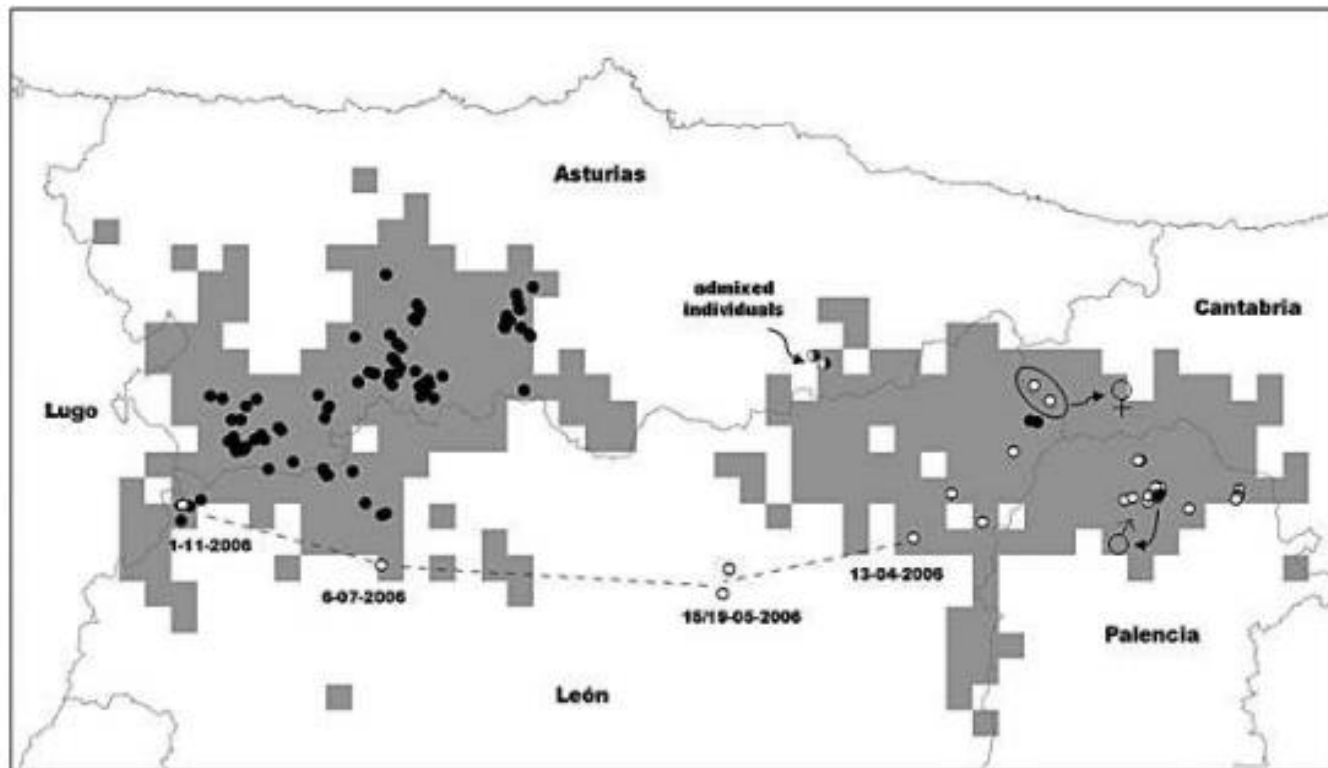 Asturias
admixed
individuals
Cantabria
Lugo
1-11-2006
6-07-2006
15/19-05-2006
13-04-2006
Palencia
León